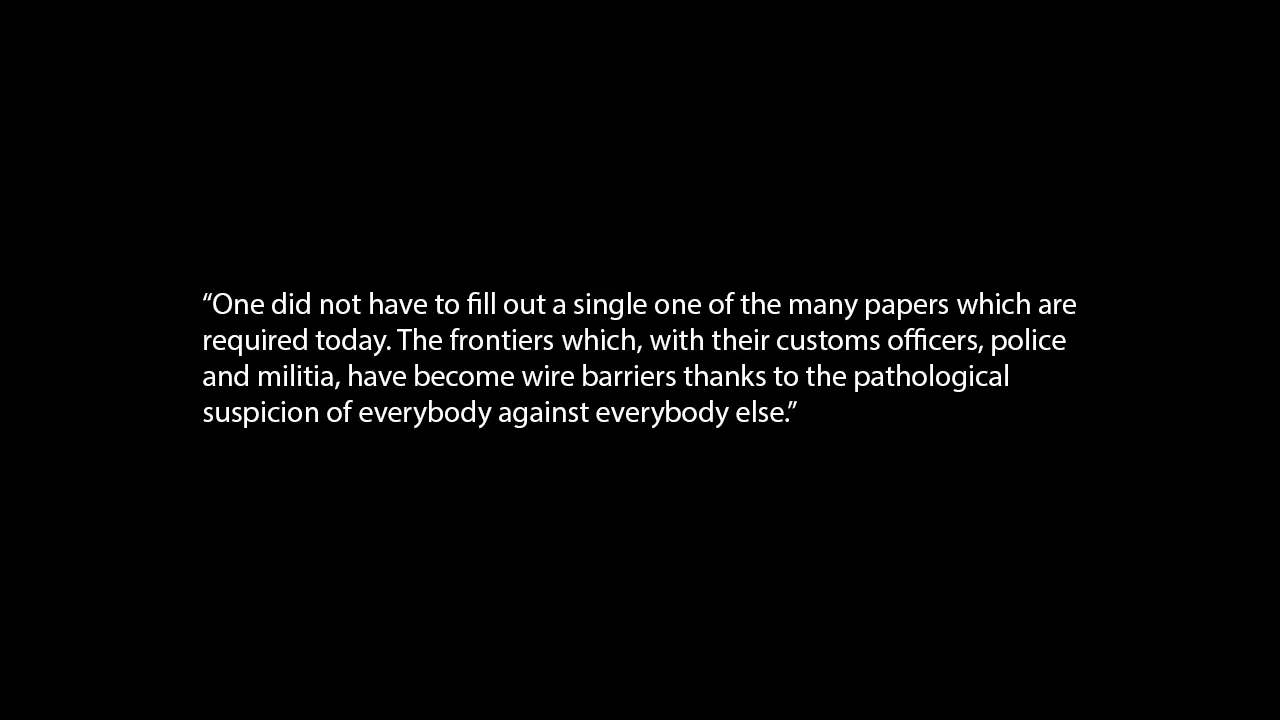 “One did not have to fill out a single one of the many papers which are
required today. The frontiers which, with their customs officers, police
and militia, have become wire barriers thanks to the pathological
suspicion of everybody against everybody else.”